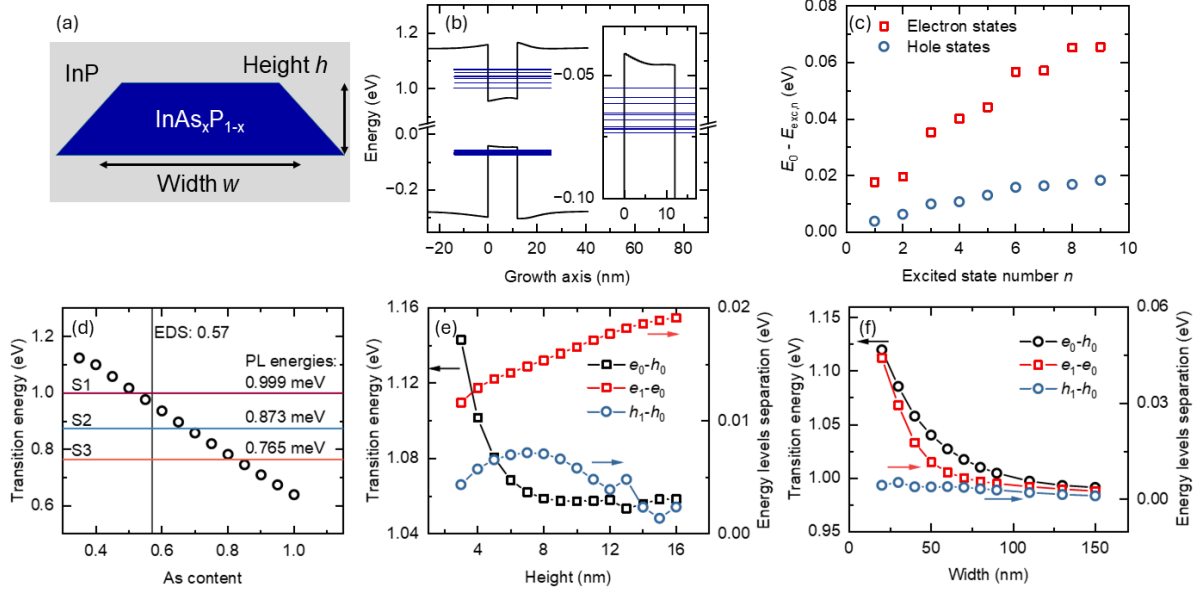 (a)
InP
Height h
InAsₓP₁₋ₓ
Width w
(b)
Energy (eV)
1.2
1.1
1.0
0.0
−0.2
−20 0 20 40 60 80
Growth axis (nm)
−0.05
−0.10
0 10
(c)
Electron states
Hole states
E₀ - Eexc,n (eV)
0.08
0.06
0.04
0.02
0.00
0 2 4 6 8 10
Excited state number n
(d)
EDS: 0.57
PL energies:
S1 0.999 meV
S2 0.873 meV
S3 0.765 meV
Transition energy (eV)
1.2
1.0
0.8
0.6
0.4 0.6 0.8 1.0
As content
(e)
e₀-h₀
e₁-e₀
h₁-h₀
Transition energy (eV)
1.16
1.14
1.12
1.10
1.08
1.06
1.04
4 8 12 16
Height (nm)
0.02
0.01
0.00
Energy levels separation (eV)
(f)
e₀-h₀
e₁-e₀
h₁-h₀
Transition energy (eV)
1.15
1.10
1.05
1.00
0.95
0 50 100 150
Width (nm)
0.06
0.03
0.00
Energy levels separation (eV)